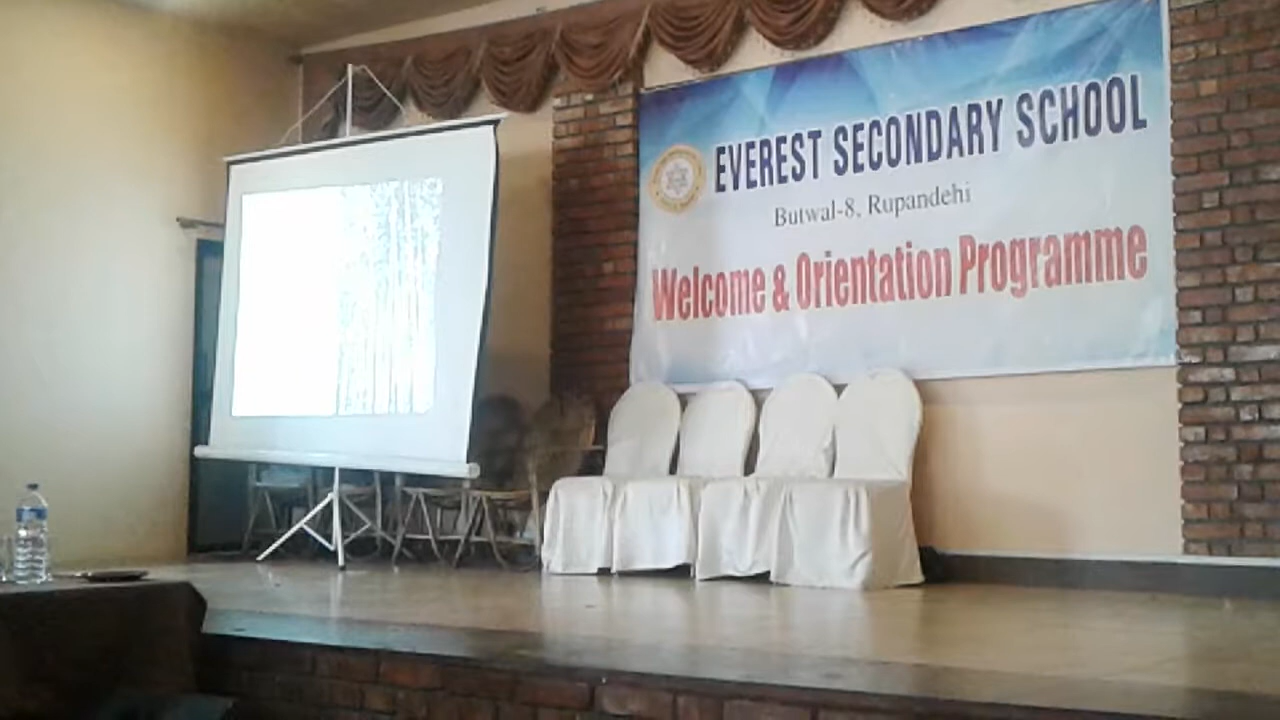 EVEREST SECONDARY SCHOOL
Butwal-8, Rupandehi
Welcome & Orientation Programme